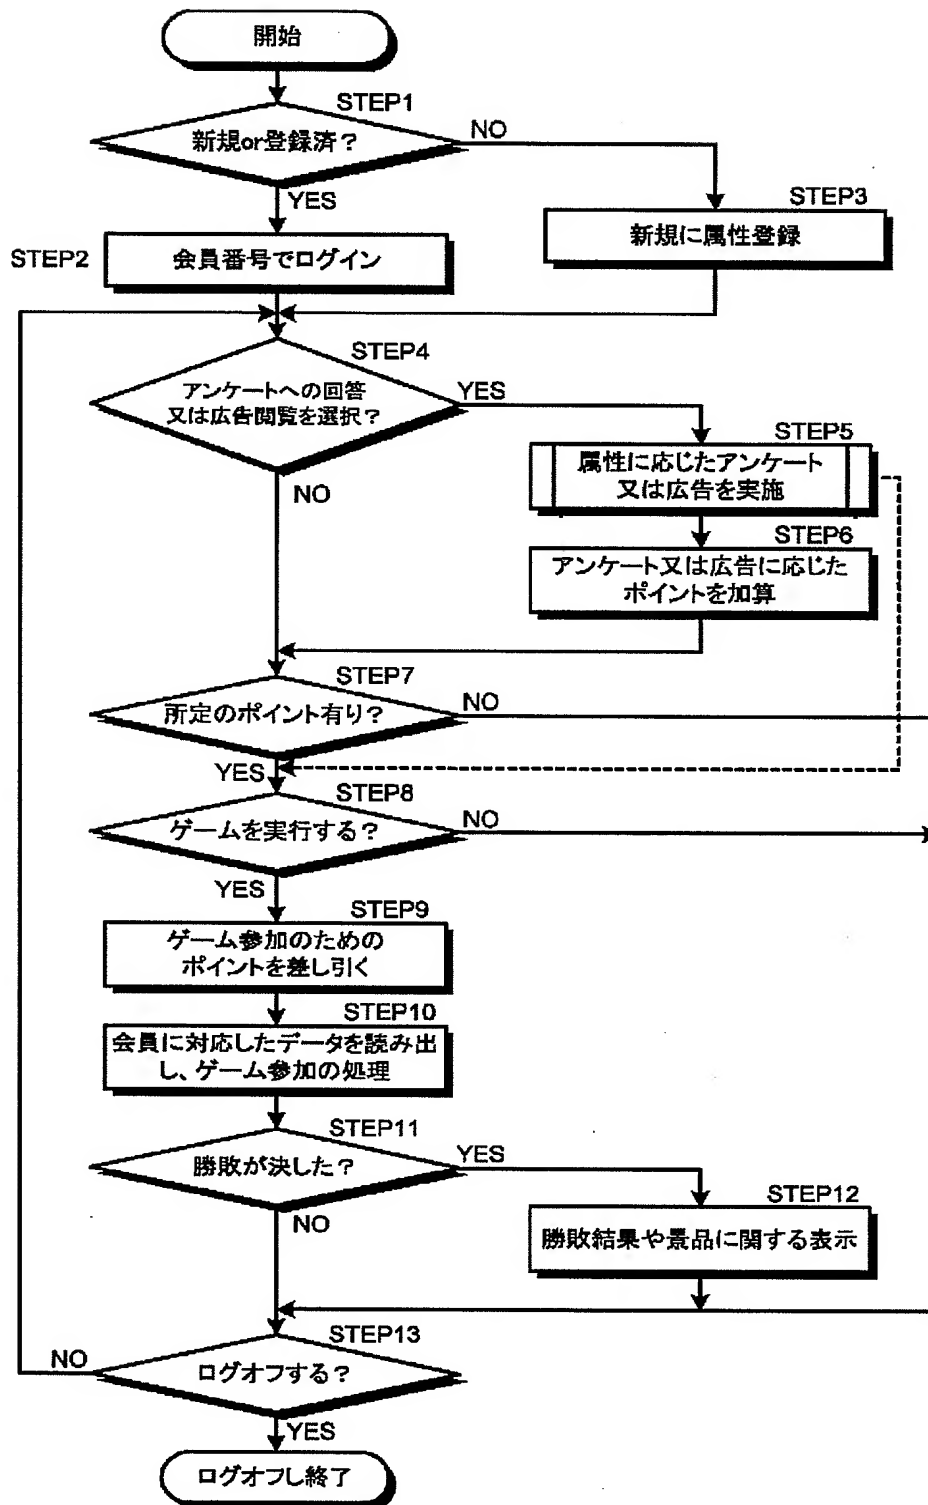 開始
STEP1
新規or登録済？
NO
YES
STEP3
新規に属性登録
STEP2
会員番号でログイン
STEP4
アンケートへの回答
又は広告閲覧を選択？
YES
NO
STEP5
属性に応じたアンケート
又は広告を実施
STEP6
アンケート又は広告に応じた
ポイントを加算
STEP7
所定のポイント有り？
NO
YES
STEP8
ゲームを実行する？
NO
YES
STEP9
ゲーム参加のための
ポイントを差し引く
STEP10
会員に対応したデータを読み出
し、ゲーム参加の処理
STEP11
勝敗が決した？
YES
NO
STEP12
勝敗結果や景品に関する表示
STEP13
ログオフする？
NO
YES
ログオフし終了